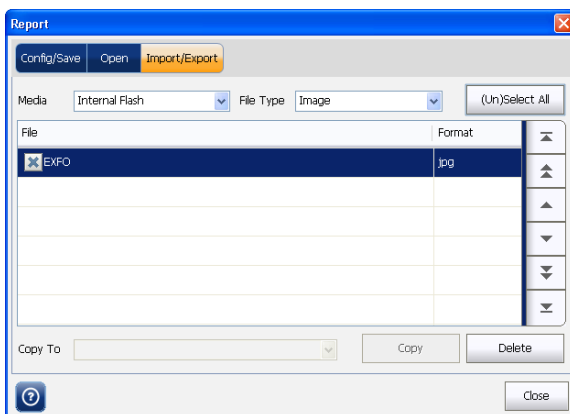 Report
Config/Save Open Import/Export
Media Internal Flash File Type Image (Un)Select All
File Format
EXFO jpg
Copy To Copy Delete
Close